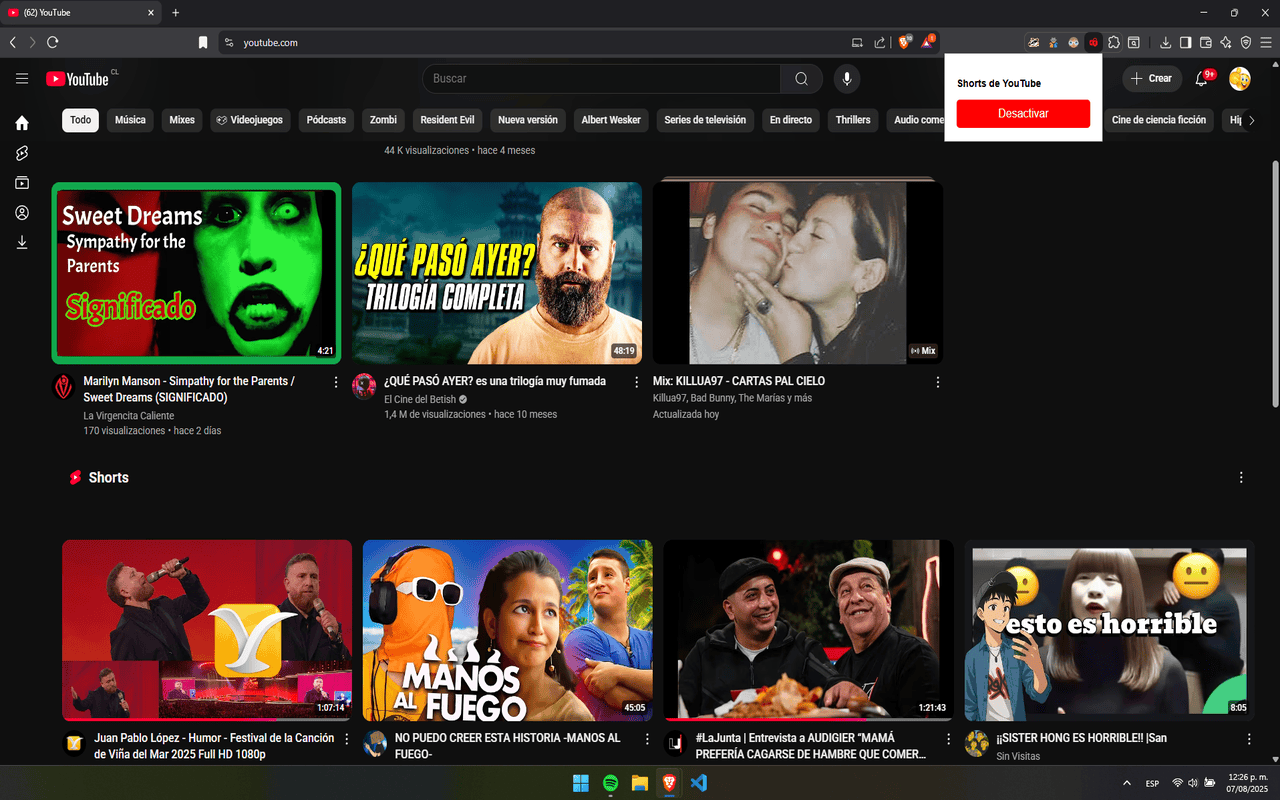 (62) YouTube
youtube.com
10
1
YouTube CL
Buscar
Crear
9+
Shorts de YouTube
Desactivar
Todo
Música
Mixes
Videojuegos
Pódcasts
Zombi
Resident Evil
Nueva versión
Albert Wesker
Series de televisión
En directo
Thrillers
Audio come
Cine de ciencia ficción
Hip
44 K visualizaciones • hace 4 meses
Sweet Dreams
Sympathy for the
Parents
Significado
4:21
¿QUÉ PASÓ AYER?
TRILOGÍA COMPLETA
48:19
Mix
Marilyn Manson - Simpathy for the Parents /
Sweet Dreams (SIGNIFICADO)
La Virgencita Caliente
170 visualizaciones • hace 2 días
¿QUÉ PASÓ AYER? es una trilogía muy fumada
El Cine del Betish
1,4 M de visualizaciones • hace 10 meses
Mix: KILLUA97 - CARTAS PAL CIELO
Killua97, Bad Bunny, The Marías y más
Actualizada hoy
Shorts
1:07:14
MANOS
AL FUEGO
45:05
1:21:43
esto es horrible
8:05
Juan Pablo López - Humor - Festival de la Canción
de Viña del Mar 2025 Full HD 1080p
NO PUEDO CREER ESTA HISTORIA -MANOS AL
FUEGO-
#LaJunta | Entrevista a AUDIGIER “MAMÁ
PREFERÍA CAGARSE DE HAMBRE QUE COMER...
¡¡SISTER HONG ES HORRIBLE!! |San
Sin Visitas
ESP
12:26 p. m.
07/08/2025